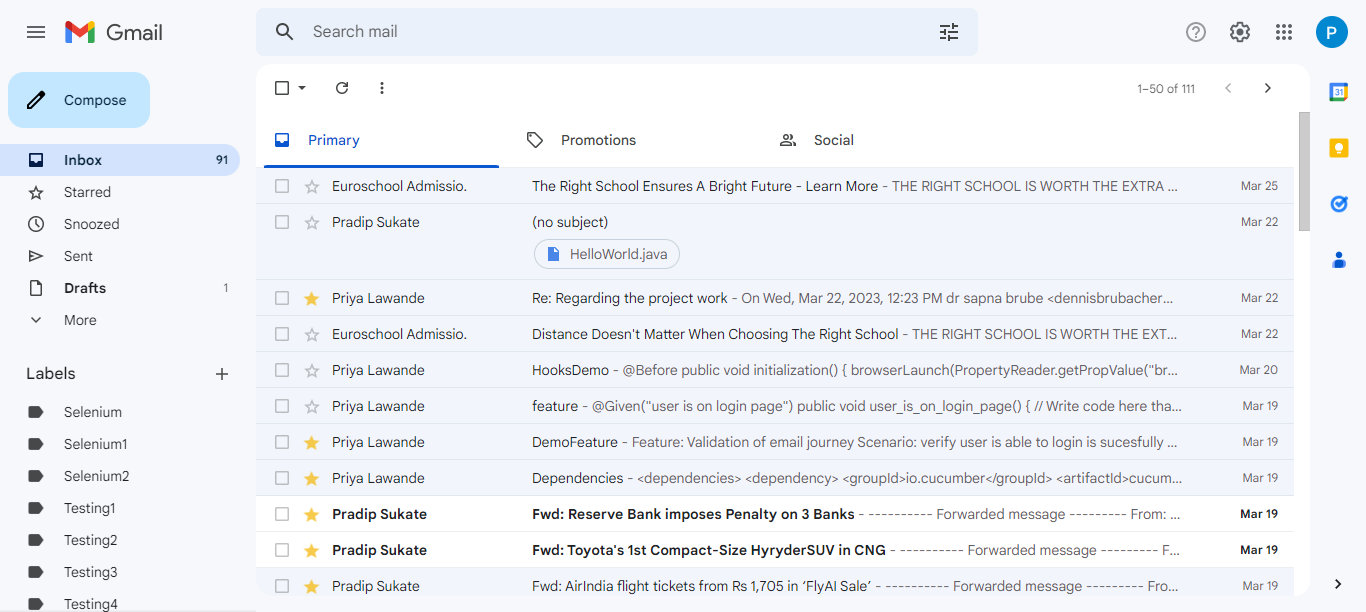 Gmail
Search mail
P
Compose
1–50 of 111
31
Primary
Promotions
Social
Inbox 91
Starred
Snoozed
Sent
Drafts 1
More
Labels
Selenium
Selenium1
Selenium2
Testing1
Testing2
Testing3
Testing4
Euroschool Admissio. The Right School Ensures A Bright Future - Learn More - THE RIGHT SCHOOL IS WORTH THE EXTRA ... Mar 25
Pradip Sukate (no subject) Mar 22
HelloWorld.java
Priya Lawande Re: Regarding the project work - On Wed, Mar 22, 2023, 12:23 PM dr sapna brube <dennisbrubacher... Mar 22
Euroschool Admissio. Distance Doesn't Matter When Choosing The Right School - THE RIGHT SCHOOL IS WORTH THE EXT... Mar 22
Priya Lawande HooksDemo - @Before public void initialization() { browserLaunch(PropertyReader.getPropValue("br... Mar 20
Priya Lawande feature - @Given("user is on login page") public void user_is_on_login_page() { // Write code here tha... Mar 19
Priya Lawande DemoFeature - Feature: Validation of email journey Scenario: verify user is able to login is sucesfully ... Mar 19
Priya Lawande Dependencies - <dependencies> <dependency> <groupId>io.cucumber</groupId> <artifactId>cucum... Mar 19
Pradip Sukate Fwd: Reserve Bank imposes Penalty on 3 Banks - ---------- Forwarded message --------- From: ... Mar 19
Pradip Sukate Fwd: Toyota's 1st Compact-Size HyryderSUV in CNG - ---------- Forwarded message --------- F... Mar 19
Pradip Sukate Fwd: AirIndia flight tickets from Rs 1,705 in ‘FlyAI Sale’ - ---------- Forwarded message --------- Fro... Mar 19